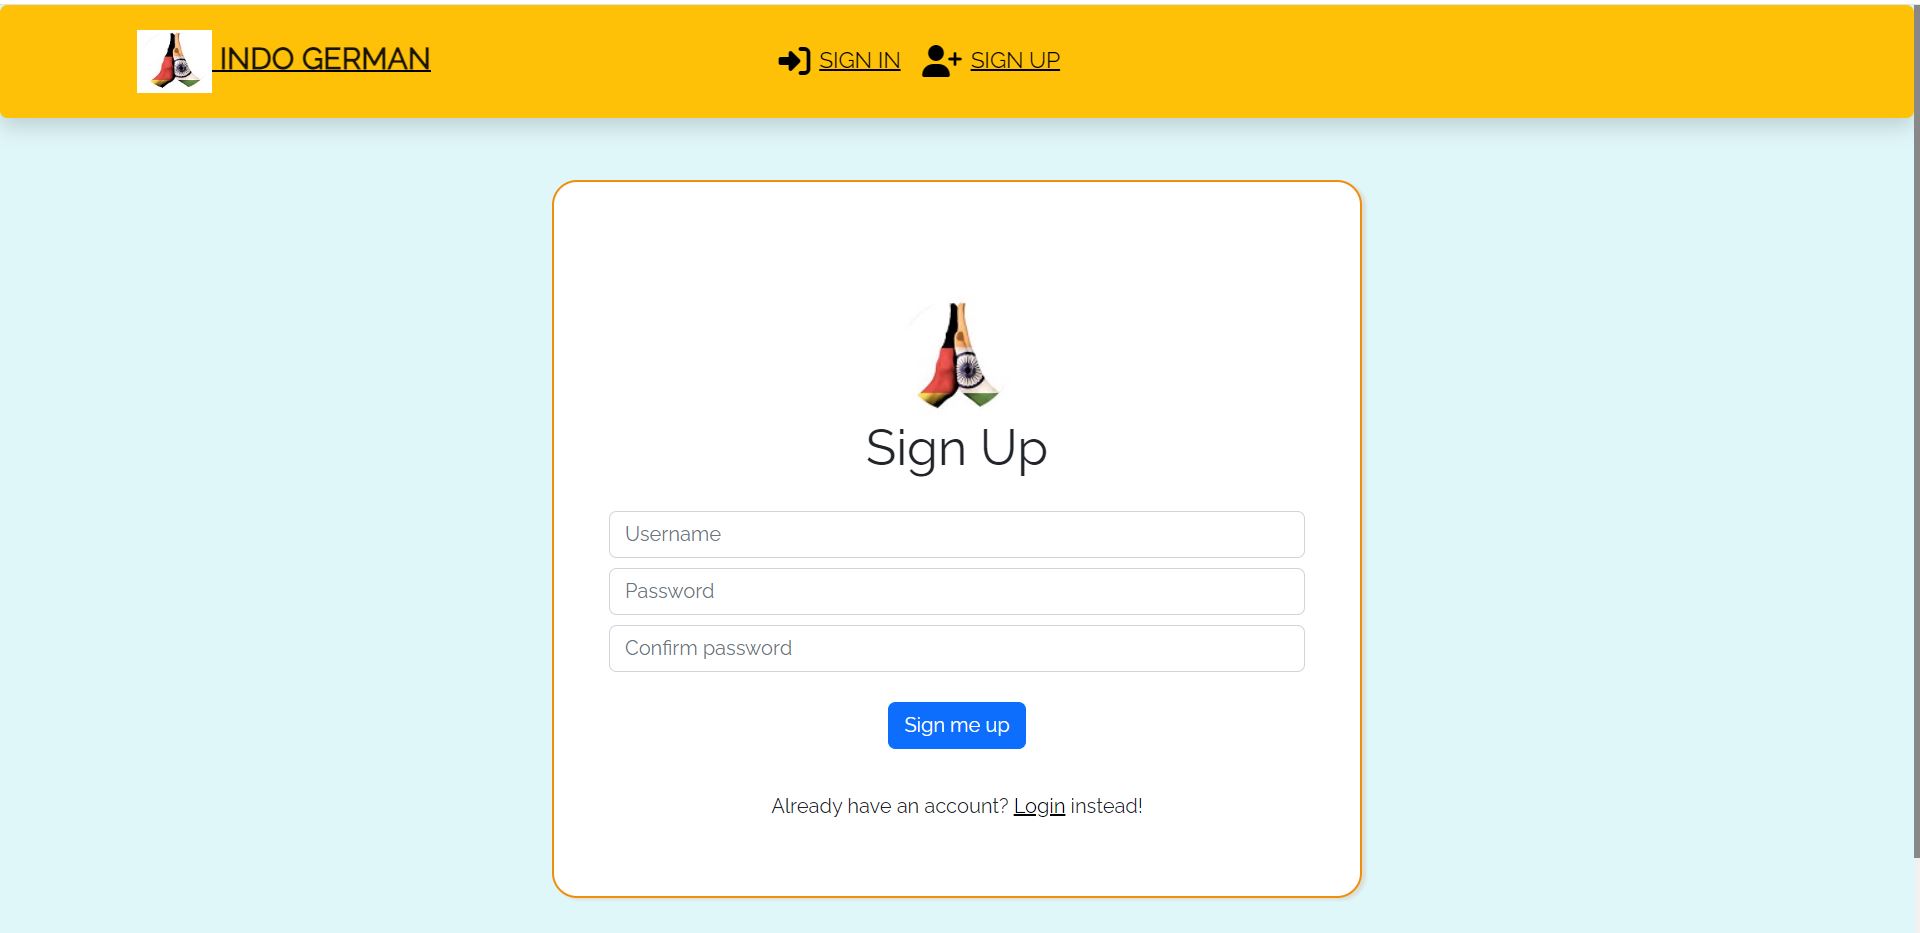 INDO GERMAN
SIGN IN
SIGN UP
Sign Up
Username
Password
Confirm password
Sign me up
Already have an account? Login instead!